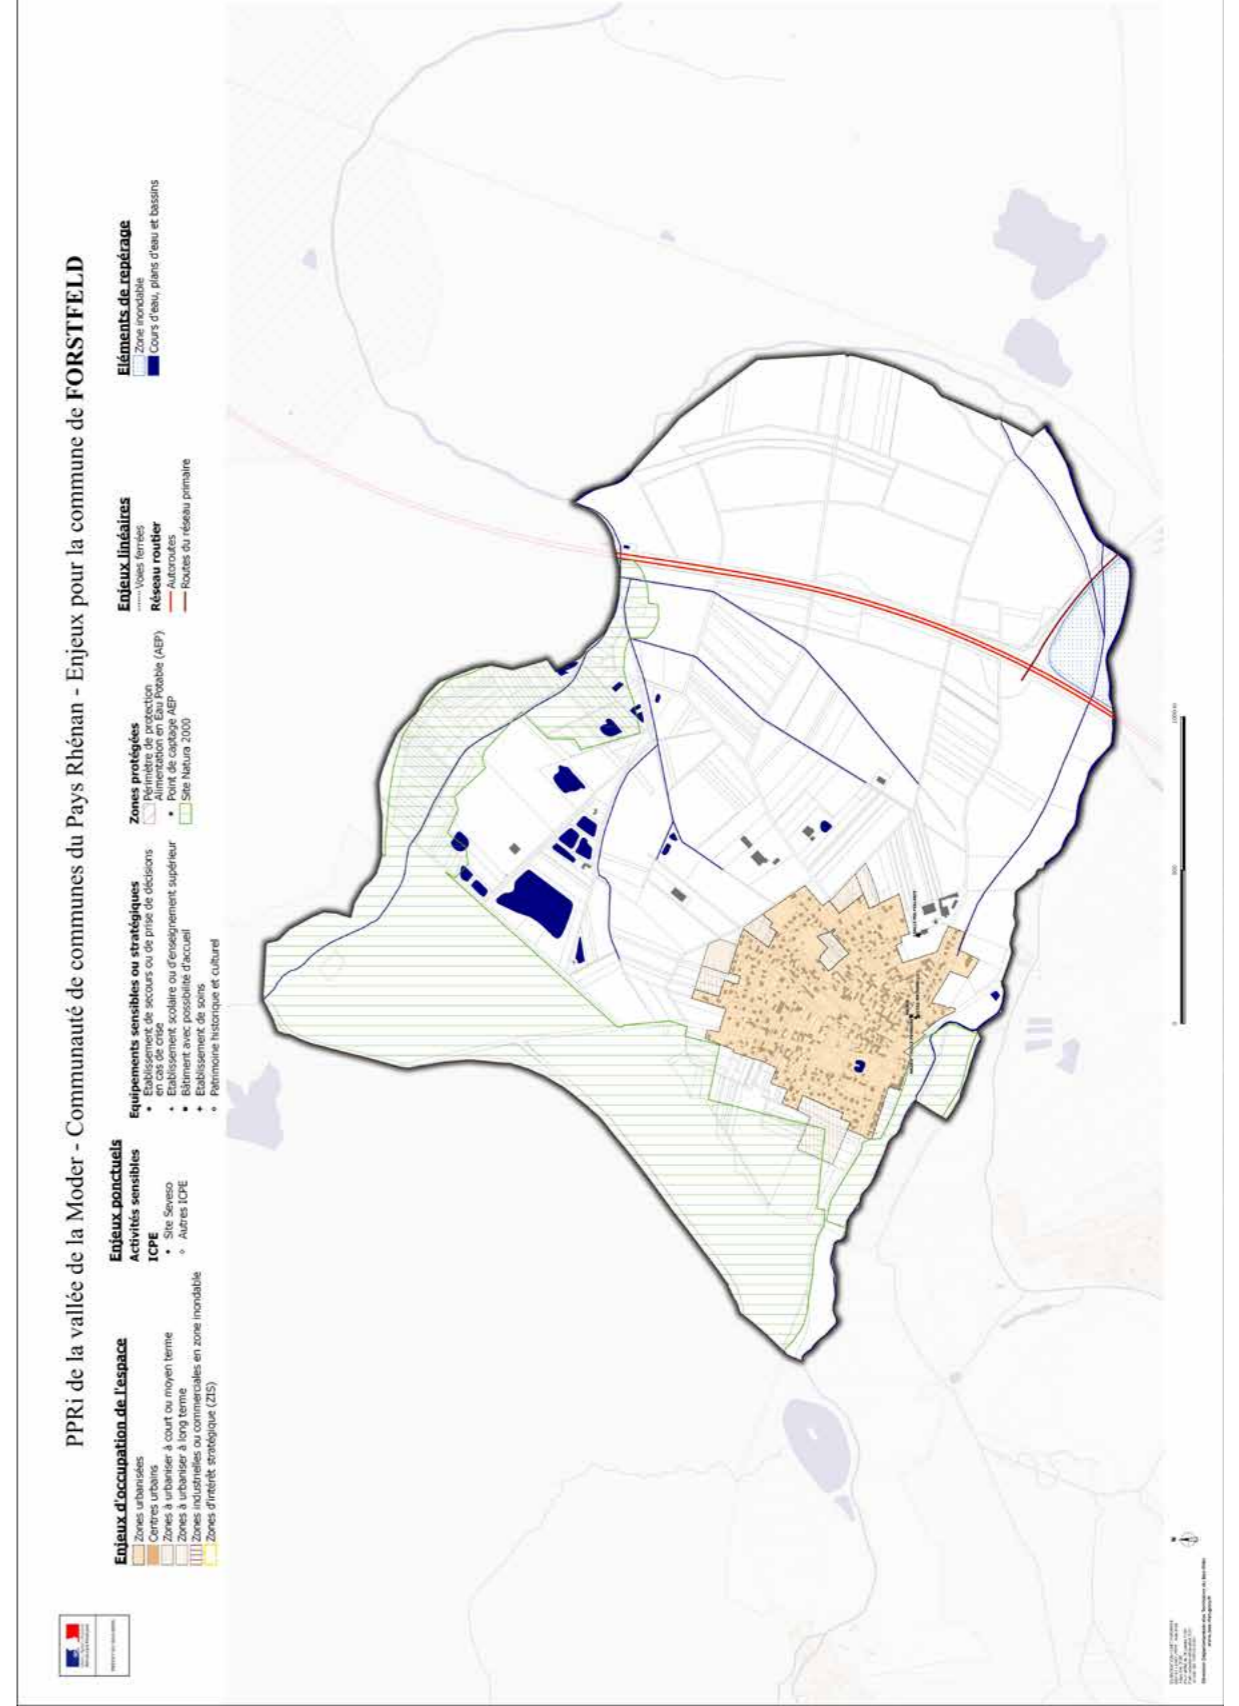 PPRi de la vallée de la Moder - Communauté de communes du Pays Rhénan - Enjeux pour la commune de FORSTFELD
Enjeux d'occupation de l'espace
Zones urbanisées
Centres urbains
Zones à urbaniser à court ou moyen terme
Zones à urbaniser à long terme
Zones industrielles ou commerciales en zone inondable
Zones d'intérêt stratégique (ZIS)
Enjeux ponctuels
Activités sensibles
ICPE
Site Seveso
Autres ICPE
Equipements sensibles ou stratégiques
Etablissement de secours ou de prise de décisions
en cas de crise
Etablissement scolaire ou d'enseignement supérieur
Bâtiment avec possibilité d'accueil
Etablissement de soins
Patrimoine historique et culturel
Zones protégées
Périmètre de protection
Alimentation en Eau Potable (AEP)
Point de captage AEP
Site Natura 2000
Enjeux linéaires
Voies ferrées
Réseau routier
Autoroutes
Routes du réseau primaire
Eléments de repérage
Zone inondable
Cours d'eau, plans d'eau et bassins